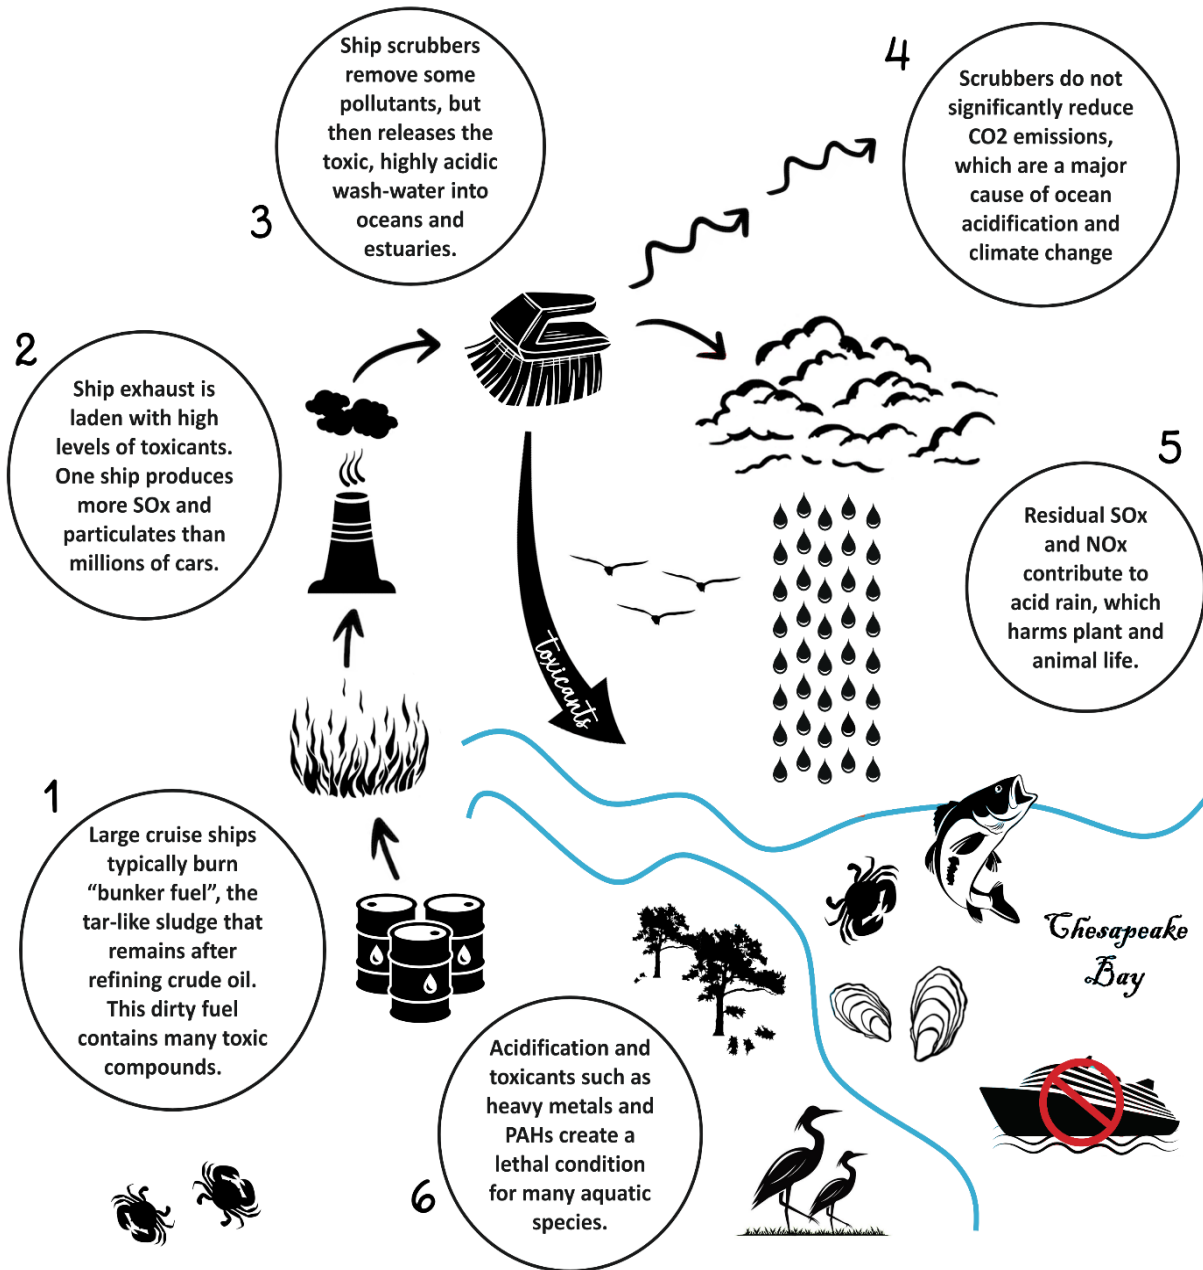 1
Large cruise ships
typically burn
“bunker fuel”, the
tar-like sludge that
remains after
refining crude oil.
This dirty fuel
contains many toxic
compounds.
2
Ship exhaust is
laden with high
levels of toxicants.
One ship produces
more SOx and
particulates than
millions of cars.
3
Ship scrubbers
remove some
pollutants, but
then releases the
toxic, highly acidic
wash-water into
oceans and
estuaries.
4
Scrubbers do not
significantly reduce
CO2 emissions,
which are a major
cause of ocean
acidification and
climate change
5
Residual SOx
and NOx
contribute to
acid rain, which
harms plant and
animal life.
toxicants
Chesapeake
Bay
6
Acidification and
toxicants such as
heavy metals and
PAHs create a
lethal condition
for many aquatic
species.